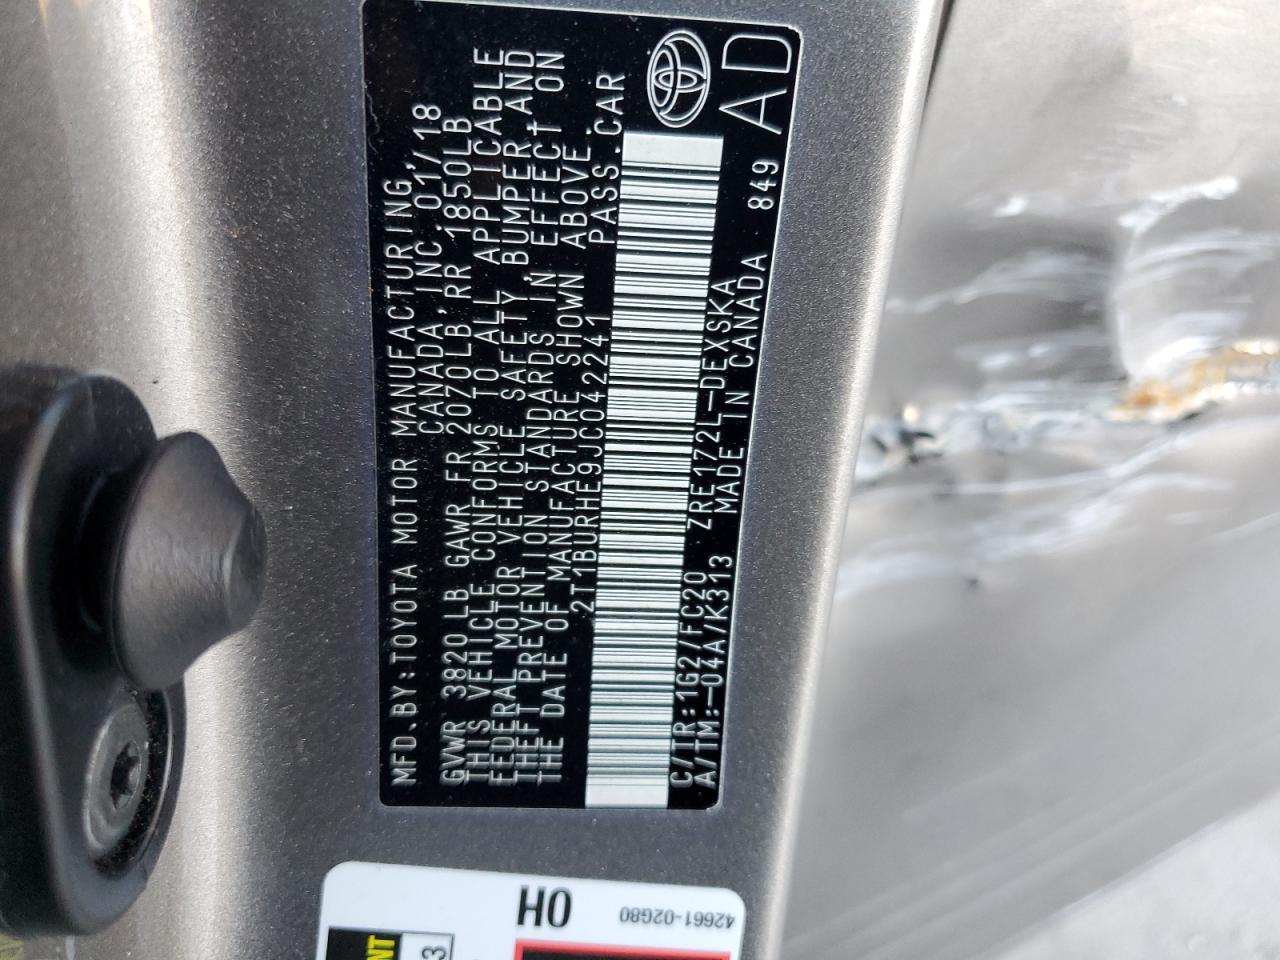 MFD.BY:TOYOTA MOTOR MANUFACTURING,
CANADA,INC.01/18
GVWR 3820 LB GAWR FR 2070LB,RR 1850LB
THIS VEHICLE CONFORMS TO ALL APPLICABLE
FEDERAL MOTOR VEHICLE SAFETY,BUMPER,AND
THEFT PREVENTION STANDARDS IN EFFECT ON
THE DATE OF MANUFACTURE SHOWN ABOVE.
2T1BURHE9JC042241 PASS.CAR
C/TR:1G2/FC20 ZRE172L-DEXSKA
A/TM:-04A/K313 MADE IN CANADA 849
AD
0H
42661-02G80